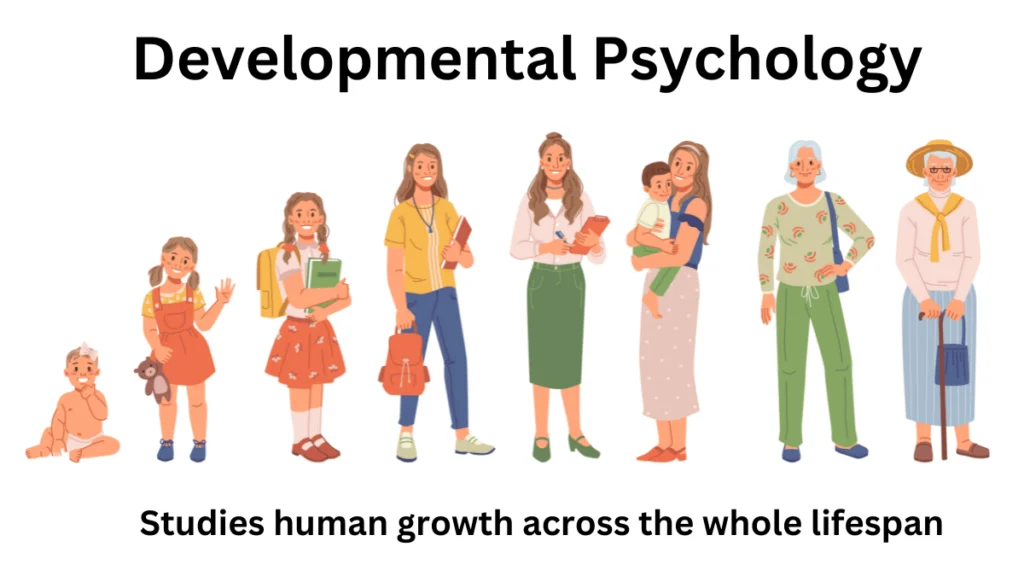 Developmental Psychology
Studies human growth across the whole lifespan